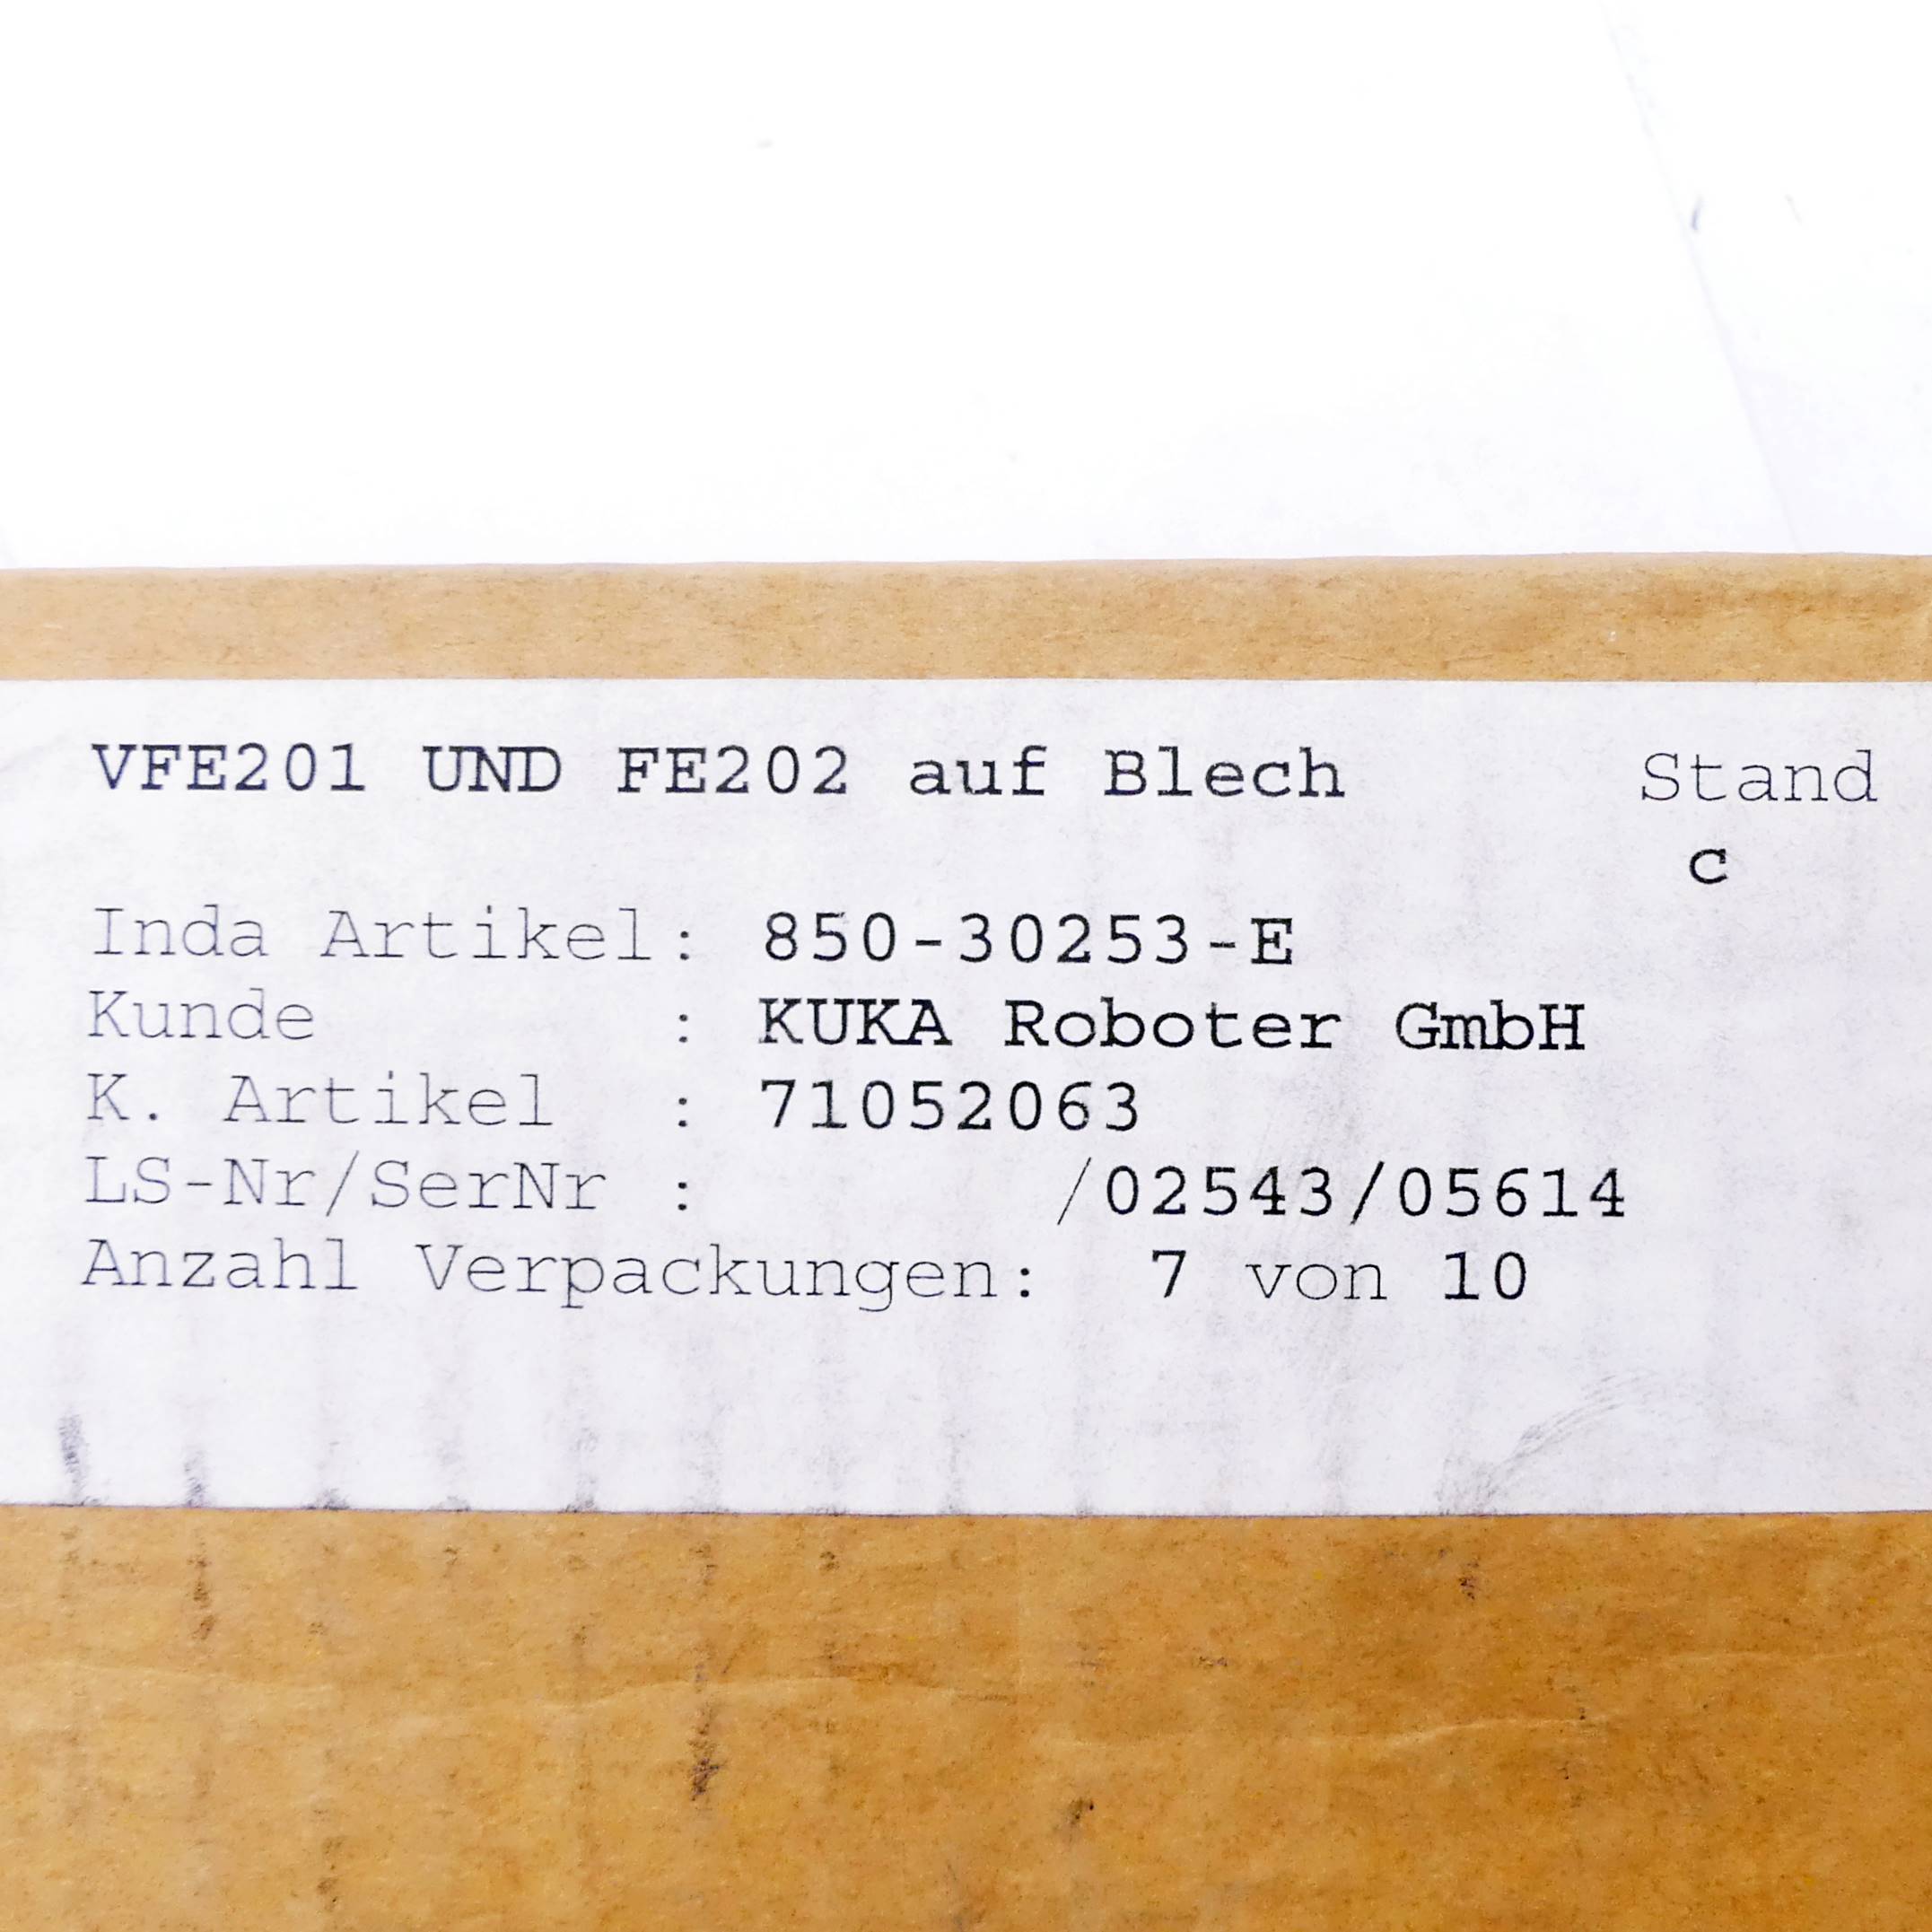 VFE201 UND FE202 auf Blech Stand
c
Inda Artikel: 850-30253-E
Kunde : KUKA Roboter GmbH
K. Artikel : 71052063
LS-Nr/SerNr : /02543/05614
Anzahl Verpackungen: 7 von 10